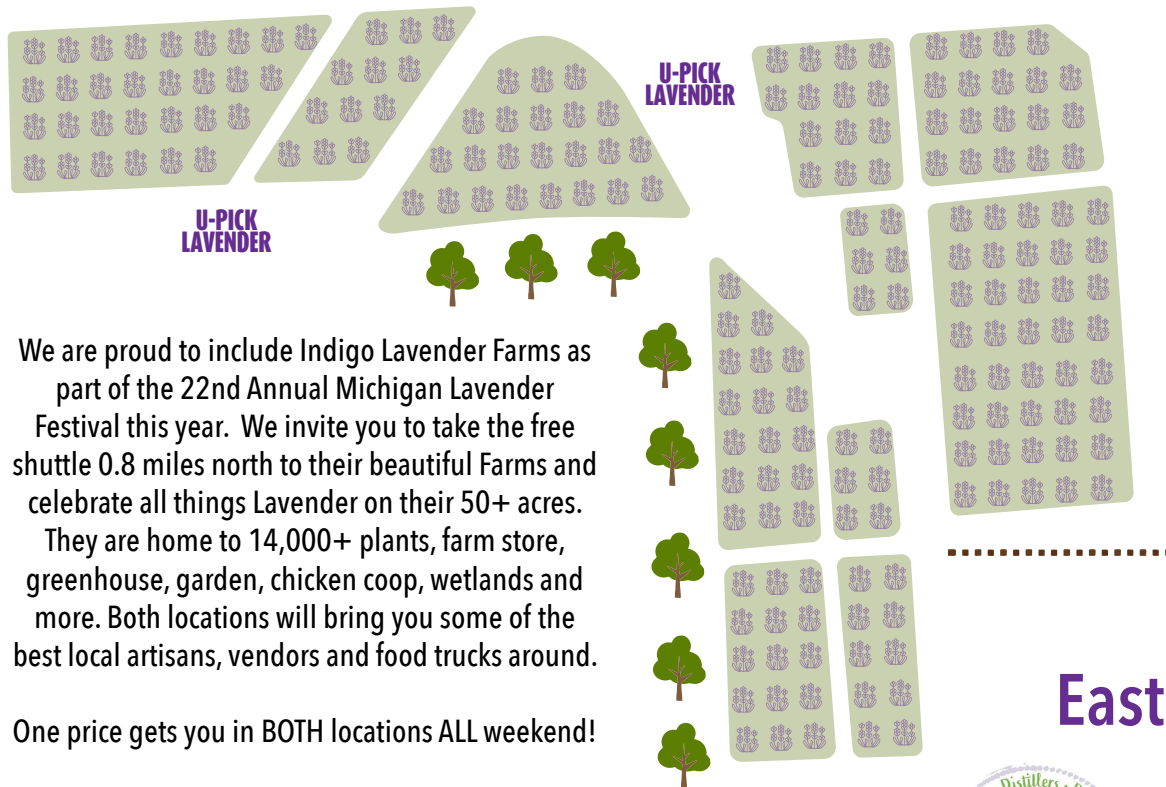 U-PICK
LAVENDER
U-PICK
LAVENDER
We are proud to include Indigo Lavender Farms as
part of the 22nd Annual Michigan Lavender
Festival this year.  We invite you to take the free
shuttle 0.8 miles north to their beautiful Farms and
celebrate all things Lavender on their 50+ acres.
They are home to 14,000+ plants, farm store,
greenhouse, garden, chicken coop, wetlands and
more. Both locations will bring you some of the
best local artisans, vendors and food trucks around.
One price gets you in BOTH locations ALL weekend!
East
Distillers